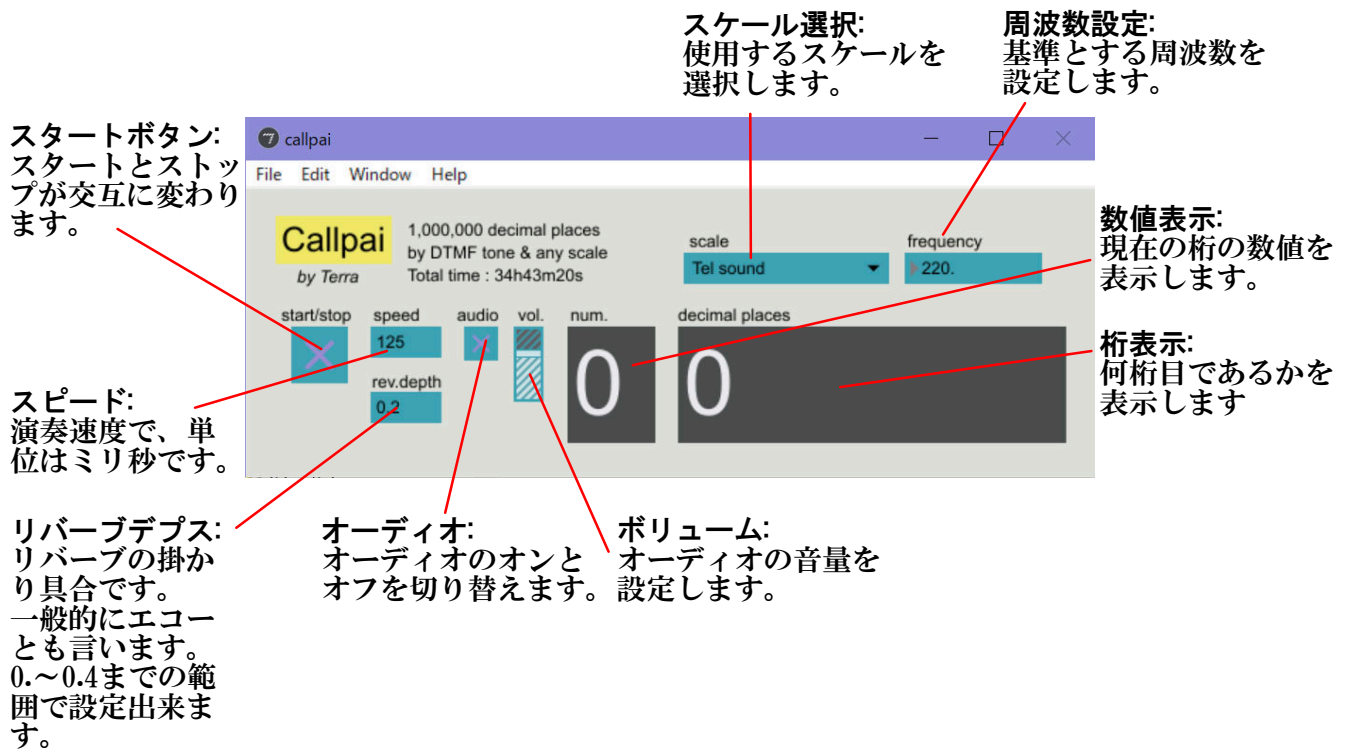 スケール選択:
使用するスケールを
選択します。
周波数設定:
基準とする周波数を
設定します。
スタートボタン:
スタートとストッ
プが交互に変わり
ます。
callpai
File Edit Window Help
Callpai
by Terra
1,000,000 decimal places
by DTMF tone & any scale
Total time : 34h43m20s
scale
Tel sound
frequency
220.
start/stop
speed
125
rev.depth
0.2
audio
vol.
num.
0
decimal places
0
数値表示:
現在の桁の数値を
表示します。
桁表示:
何桁目であるかを
表示します
スピード:
演奏速度で、単
位はミリ秒です。
リバーブデプス:
リバーブの掛か
り具合です。
一般的にエコー
とも言います。
0.～0.4までの範
囲で設定出来ま
す。
オーディオ:
オーディオのオンと
オフを切り替えます。
ボリューム:
オーディオの音量を
設定します。